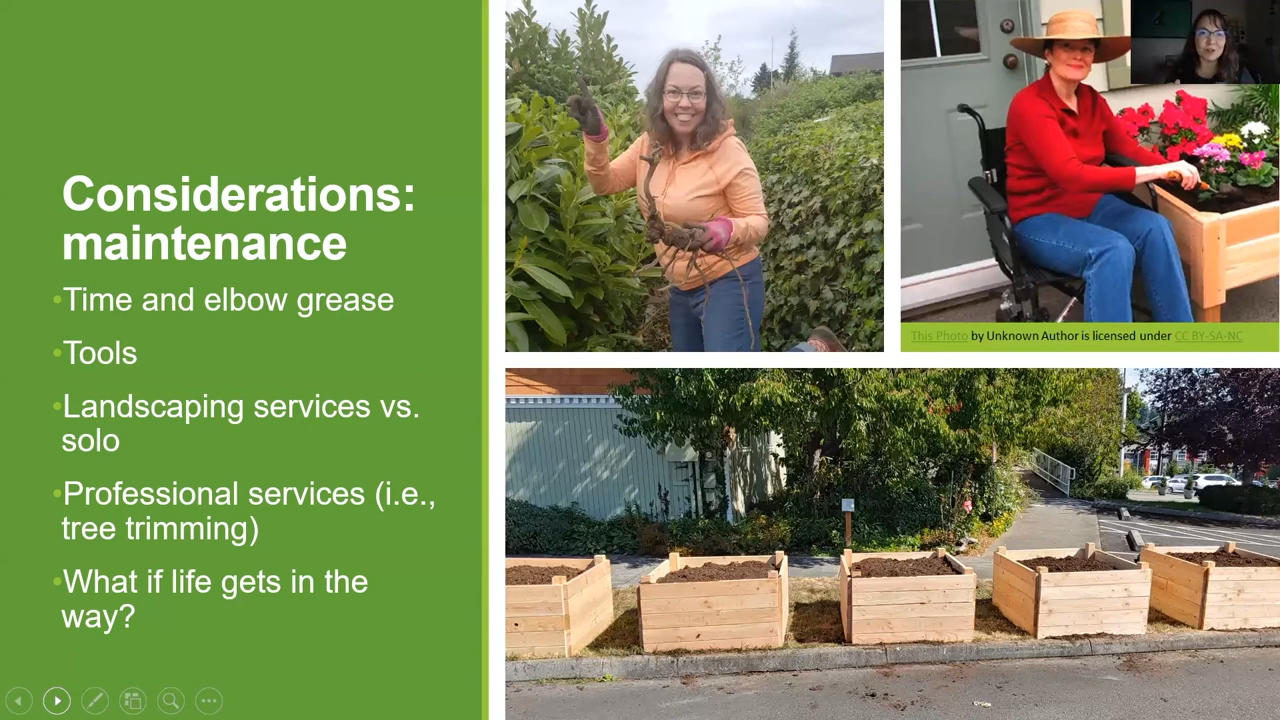 Considerations:
maintenance
•Time and elbow grease
•Tools
•Landscaping services vs.
solo
•Professional services (i.e.,
tree trimming)
•What if life gets in the
way?
This Photo by Unknown Author is licensed under CC BY-SA-NC